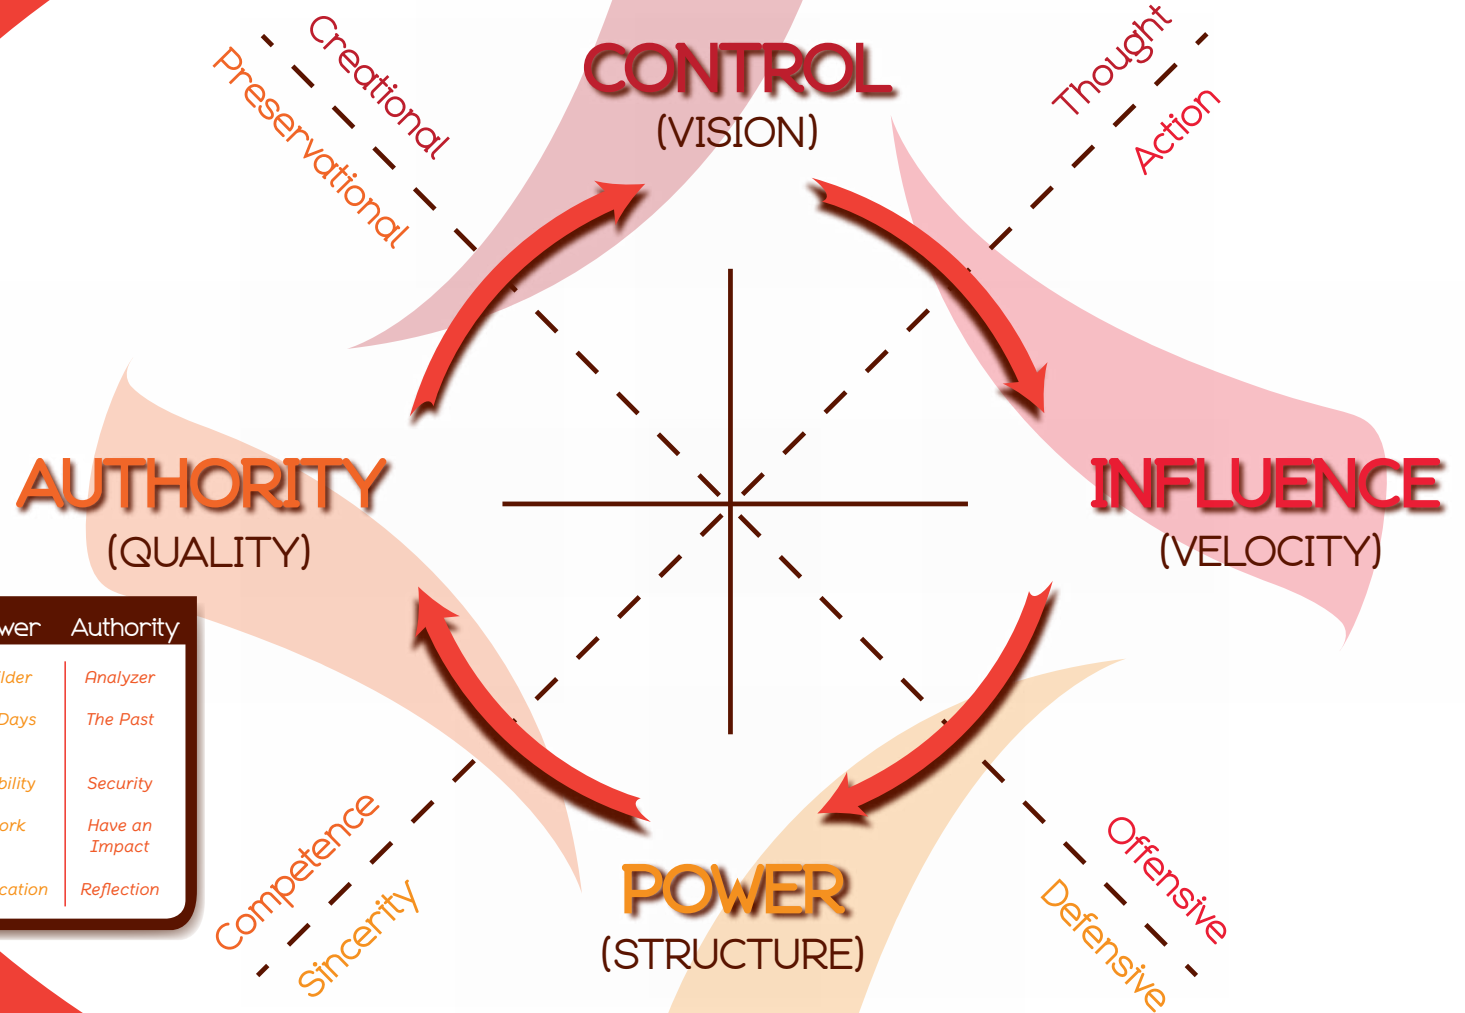 Creational
Preservational
CONTROL
(VISION)
Thought
Action
AUTHORITY
(QUALITY)
INFLUENCE
(VELOCITY)
Authority
Analyzer
Days
The Past
Security
Have an
Impact
Reflection
Competence
Sincerity
POWER
(STRUCTURE)
Offensive
Defensive